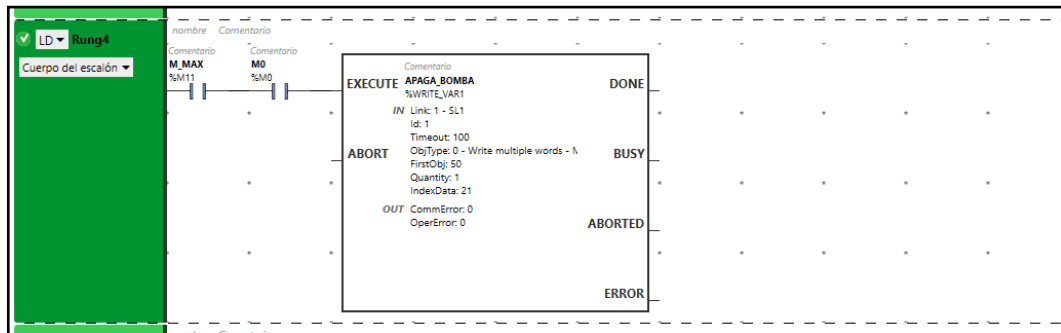 LD Rung4
Cuerpo del escalón
nombre Comentario
Comentario Comentario
M_MAX M0
%M11 %M0
Comentario
EXECUTE APAGA_BOMBA DONE
%WRITE_VAR1
IN Link: 1 - SL1
Id: 1
Timeout: 100
ABORT ObjType: 0 - Write multiple words - BUSY
FirstObj: 50
Quantity: 1
IndexData: 21
OUT CommError: 0
OperError: 0
ABORTED
ERROR